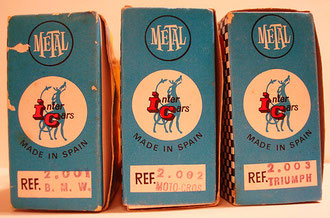 METAL
Inter
Cars
MADE IN SPAIN
REF. 2.001
B. M. W.
METAL
Inter
Cars
MADE IN SPAIN
REF. 2.002
MOTO-CROS
METAL
Inter
Cars
MADE IN SPAIN
REF. 2.003
TRIUMPH